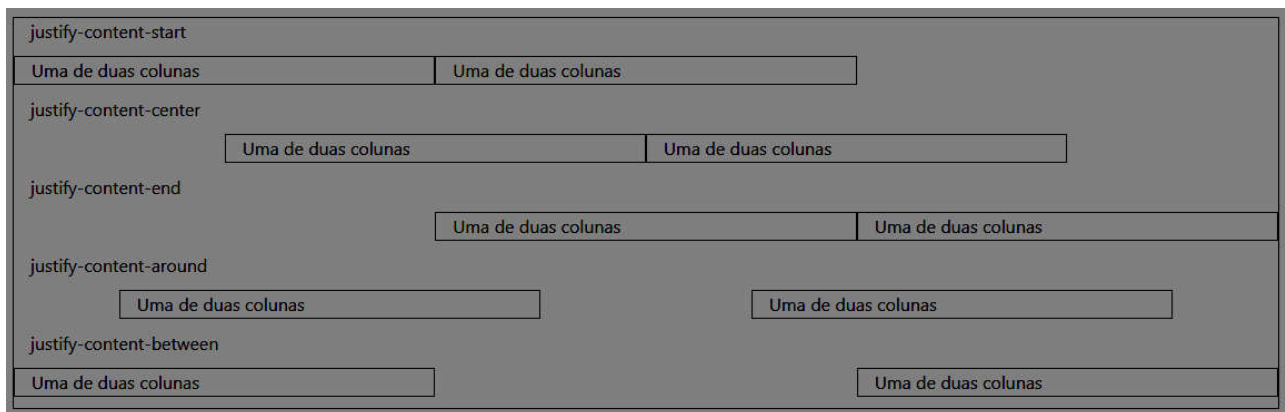 justify-content-start
Uma de duas colunas Uma de duas colunas
justify-content-center
Uma de duas colunas Uma de duas colunas
justify-content-end
Uma de duas colunas Uma de duas colunas
justify-content-around
Uma de duas colunas Uma de duas colunas
justify-content-between
Uma de duas colunas Uma de duas colunas